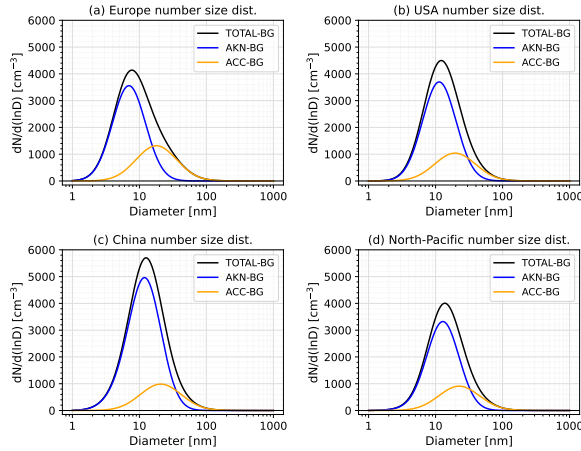 (a) Europe number size dist.
dN/d(lnD) [cm⁻³]
6000
5000
4000
3000
2000
1000
0
TOTAL-BG
AKN-BG
ACC-BG
1 10 100 1000
Diameter [nm]
(b) USA number size dist.
dN/d(lnD) [cm⁻³]
6000
5000
4000
3000
2000
1000
0
TOTAL-BG
AKN-BG
ACC-BG
1 10 100 1000
Diameter [nm]
(c) China number size dist.
dN/d(lnD) [cm⁻³]
6000
5000
4000
3000
2000
1000
0
TOTAL-BG
AKN-BG
ACC-BG
1 10 100 1000
Diameter [nm]
(d) North-Pacific number size dist.
dN/d(lnD) [cm⁻³]
6000
5000
4000
3000
2000
1000
0
TOTAL-BG
AKN-BG
ACC-BG
1 10 100 1000
Diameter [nm]